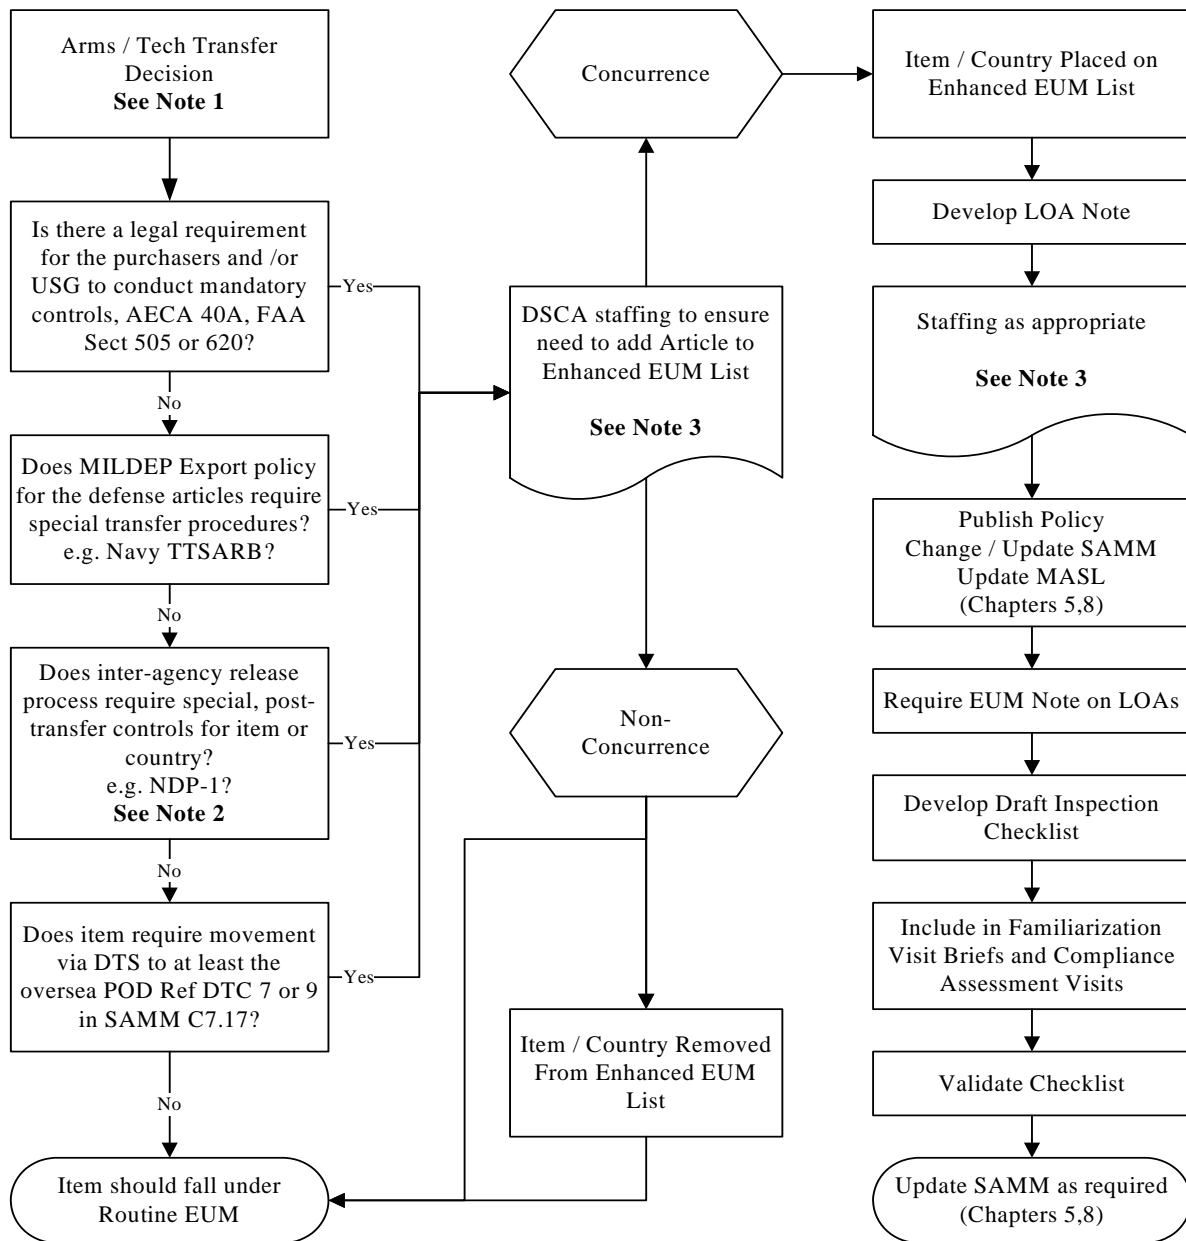 Arms / Tech Transfer
Decision
See Note 1
Is there a legal requirement
for the purchasers and /or
USG to conduct mandatory
controls, AECA 40A, FAA
Sect 505 or 620?
Yes
No
Does MILDEP Export policy
for the defense articles require
special transfer procedures?
e.g. Navy TTSARB?
Yes
No
Does inter-agency release
process require special, post-
transfer controls for item or
country?
e.g. NDP-1?
See Note 2
Yes
No
Does item require movement
via DTS to at least the
oversea POD Ref DTC 7 or 9
in SAMM C7.17?
Yes
No
Item should fall under
Routine EUM
Concurrence
DSCA staffing to ensure
need to add Article to
Enhanced EUM List
See Note 3
Non-
Concurrence
Item / Country Removed
From Enhanced EUM
List
Item / Country Placed on
Enhanced EUM List
Develop LOA Note
Staffing as appropriate
See Note 3
Publish Policy
Change / Update SAMM
Update MASL
(Chapters 5,8)
Require EUM Note on LOAs
Develop Draft Inspection
Checklist
Include in Familiarization
Visit Briefs and Compliance
Assessment Visits
Validate Checklist
Update SAMM as required
(Chapters 5,8)